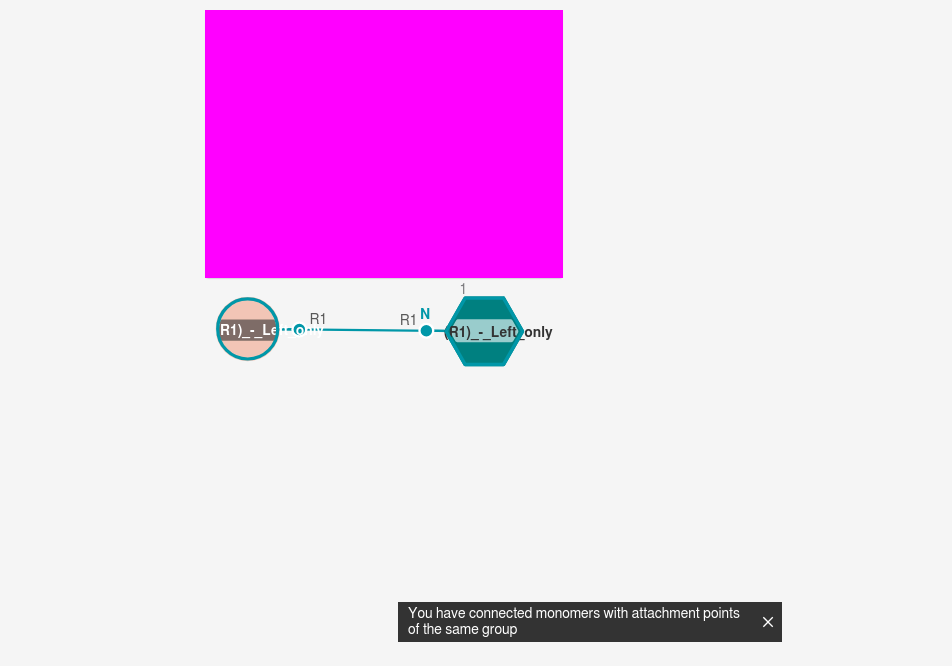 1
R1)_-_Left_only
R1
R1
N
(R1)_-_Left_only
You have connected monomers with attachment points
of the same group